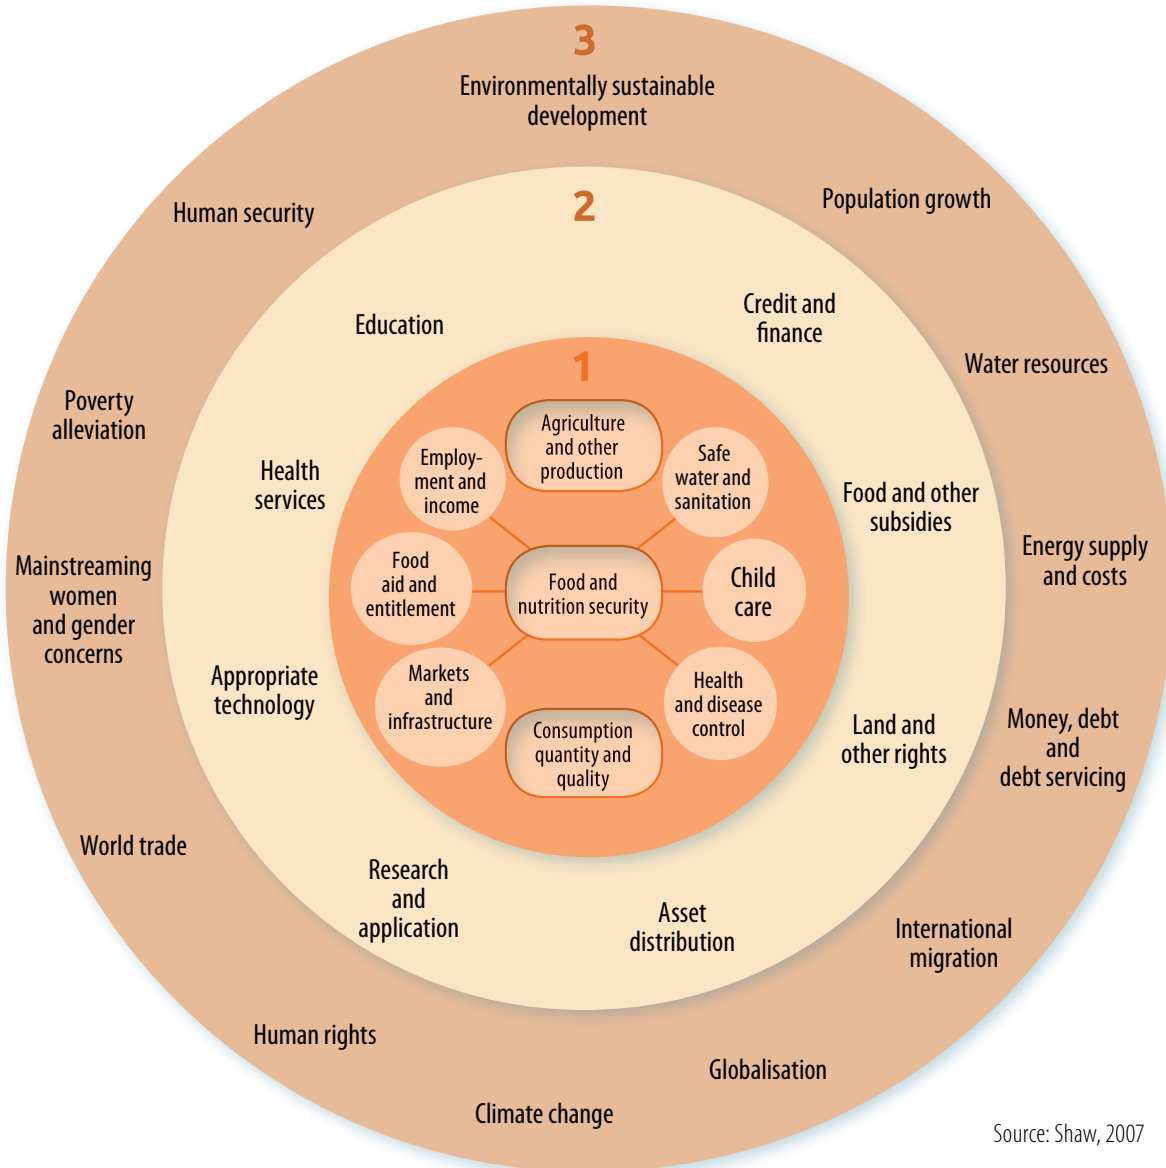 3
Environmentally sustainable
development
Human security
Population growth
Poverty
alleviation
Water resources
Mainstreaming
women
and gender
concerns
Energy supply
and costs
World trade
Money, debt
and
debt servicing
Human rights
International
migration
Climate change
Globalisation
2
Education
Credit and
finance
Health
services
Food and other
subsidies
Appropriate
technology
Land and
other rights
Research
and
application
Asset
distribution
1
Agriculture
and other
production
Employ-
ment and
income
Safe
water and
sanitation
Food
aid and
entitlement
Food and
nutrition security
Child
care
Markets
and
infrastructure
Health
and disease
control
Consumption
quantity and
quality
Source: Shaw, 2007